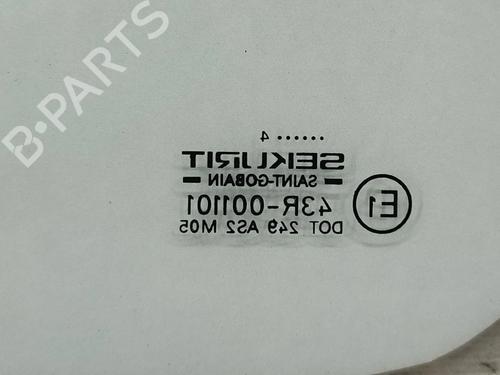 B-PARTS
...... 4
SEKURIT
SAINT-GOBAIN
E1 43R-001101
DOT 249 AS2 M05